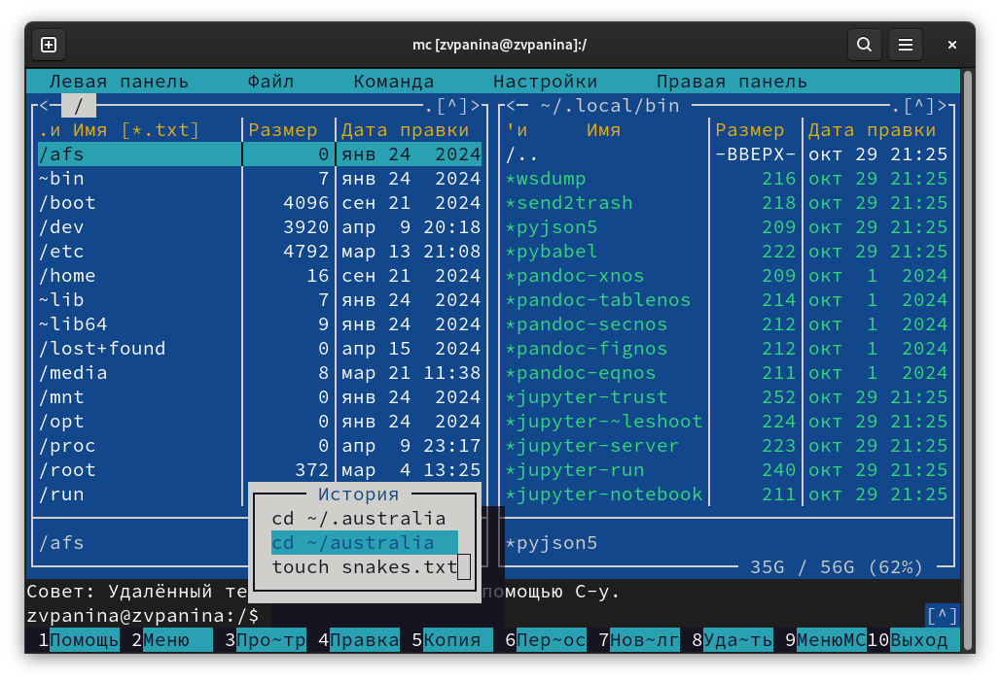 mc [zvpanina@zvpanina]:/
Левая панель Файл Команда Настройки Правая панель
<─ / .[^]> <─ ~/.local/bin .[^]>
.и Имя [*.txt] Размер Дата правки 'и Имя Размер Дата правки
/afs 0 янв 24 2024 /.. -ВВЕРХ- окт 29 21:25
~bin 7 янв 24 2024 *wsdump 216 окт 29 21:25
/boot 4096 сен 21 2024 *send2trash 218 окт 29 21:25
/dev 3920 апр 9 20:18 *pyjson5 209 окт 29 21:25
/etc 4792 мар 13 21:08 *pybabel 222 окт 29 21:25
/home 16 сен 21 2024 *pandoc-xnos 209 окт 1 2024
~lib 7 янв 24 2024 *pandoc-tablenos 214 окт 1 2024
~lib64 9 янв 24 2024 *pandoc-secnos 212 окт 1 2024
/lost+found 0 апр 15 2024 *pandoc-fignos 212 окт 1 2024
/media 8 мар 21 11:38 *pandoc-eqnos 211 окт 1 2024
/mnt 0 янв 24 2024 *jupyter-trust 252 окт 29 21:25
/opt 0 янв 24 2024 *jupyter-~leshoot 224 окт 29 21:25
/proc 0 апр 9 23:17 *jupyter-server 223 окт 29 21:25
/root 372 мар 4 13:25 *jupyter-run 240 окт 29 21:25
/run *jupyter-notebook 211 окт 29 21:25
История
cd ~/.australia
cd ~/australia
touch snakes.txt
/afs *pyjson5
35G / 56G (62%)
Совет: Удалённый те помощью C-y.
zvpanina@zvpanina:/$ [^]
1Помощь 2Меню 3Про~тр 4Правка 5Копия 6Пер~ос 7Нов~лг 8Уда~ть 9МенюMC10Выход